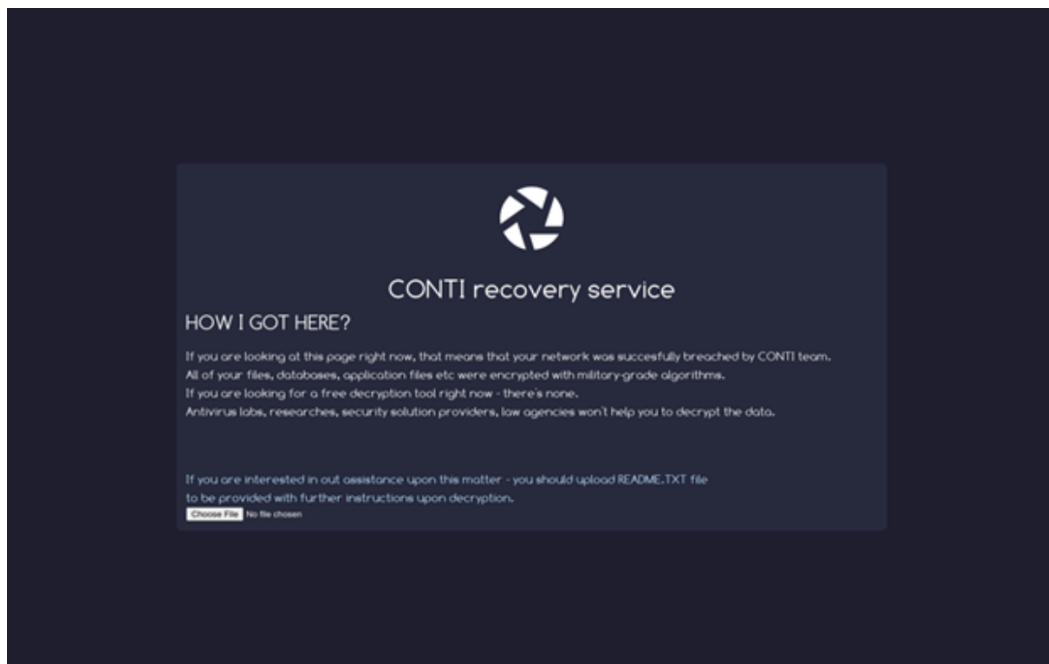 CONTI recovery service
HOW I GOT HERE?
If you are looking at this page right now, that means that your network was succesfully breached by CONTI team.
All of your files, databases, application files etc were encrypted with military-grade algorithms.
If you are looking for a free decryption tool right now - there's none.
Antivirus labs, researches, security solution providers, law agencies won't help you to decrypt the data.
If you are interested in out assistance upon this matter - you should upload README.TXT file
to be provided with further instructions upon decryption.
Choose File No file chosen